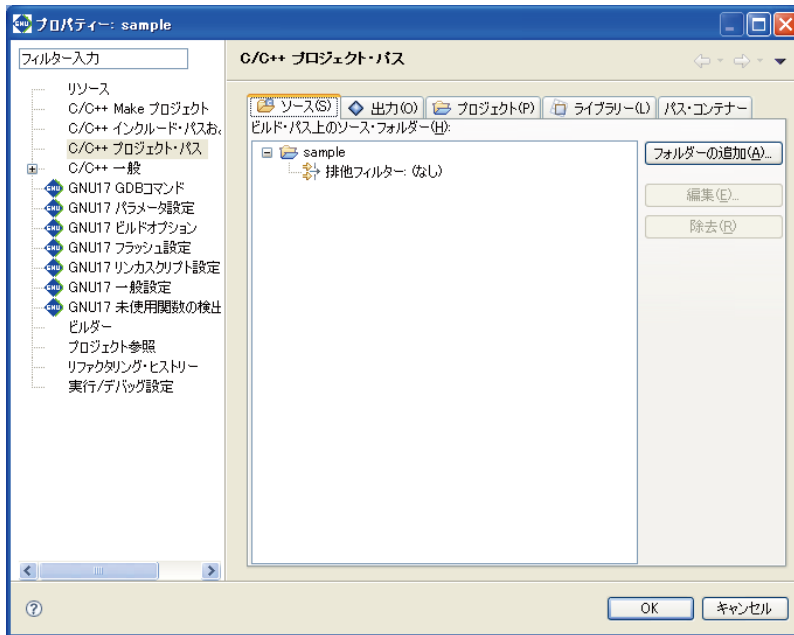 プロパティー: sample
フィルター入力
リソース
C/C++ Make プロジェクト
C/C++ インクルード・パスお
C/C++ プロジェクト・パス
C/C++ 一般
GNU17 GDBコマンド
GNU17 パラメータ設定
GNU17 ビルドオプション
GNU17 フラッシュ設定
GNU17 リンカスクリプト設定
GNU17 一般設定
GNU17 未使用関数の検出
ビルダー
プロジェクト参照
リファクタリング・ヒストリー
実行/デバッグ設定
C/C++ プロジェクト・パス
ソース(S) 出力(O) プロジェクト(P) ライブラリー(L) パス・コンテナー
ビルド・パス上のソース・フォルダー(H):
sample
排他フィルター: (なし)
フォルダーの追加(A)...
編集(E)...
除去(R)
OK キャンセル